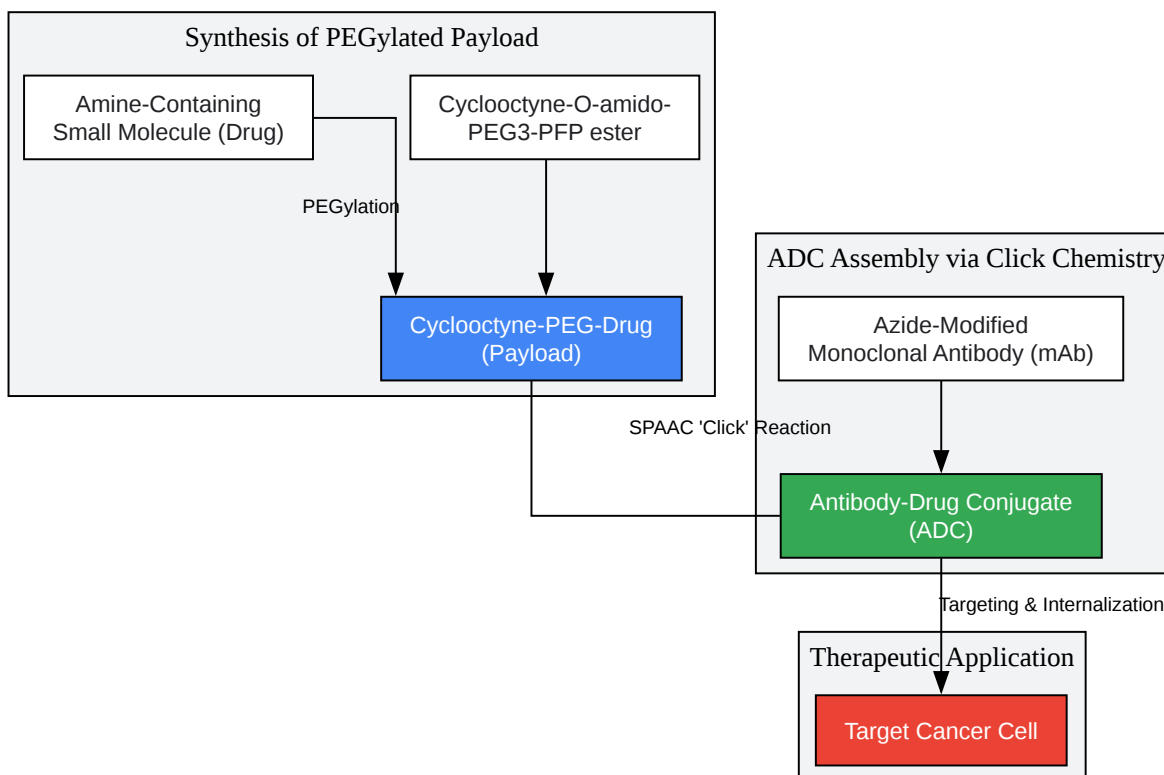 Synthesis of PEGylated Payload
Amine-Containing
Small Molecule (Drug)
Cyclooctyne-O-amido-
PEG3-PFP ester
PEGylation
Cyclooctyne-PEG-Drug
(Payload)
ADC Assembly via Click Chemistry
Azide-Modified
Monoclonal Antibody (mAb)
SPAAC 'Click' Reaction
Antibody-Drug Conjugate
(ADC)
Targeting & Internalization
Therapeutic Application
Target Cancer Cell